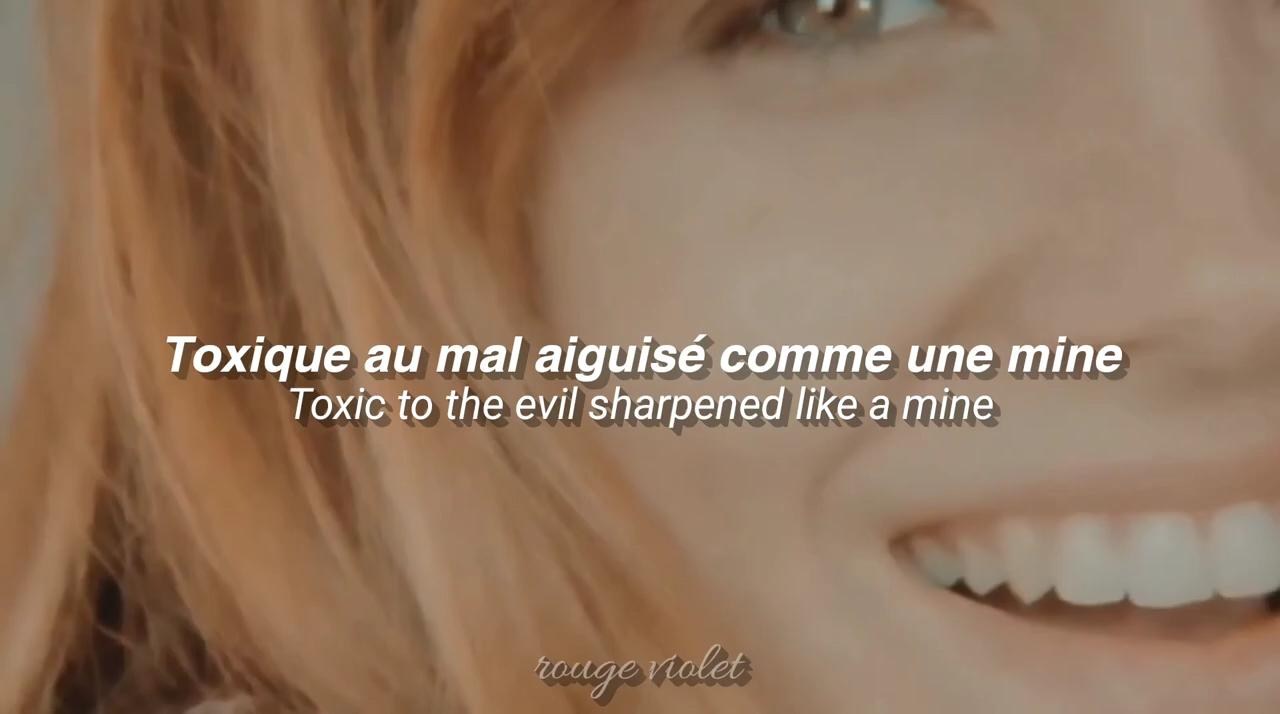 Toxique au mal aiguisé comme une mine
Toxic to the evil sharpened like a mine
rouge violet